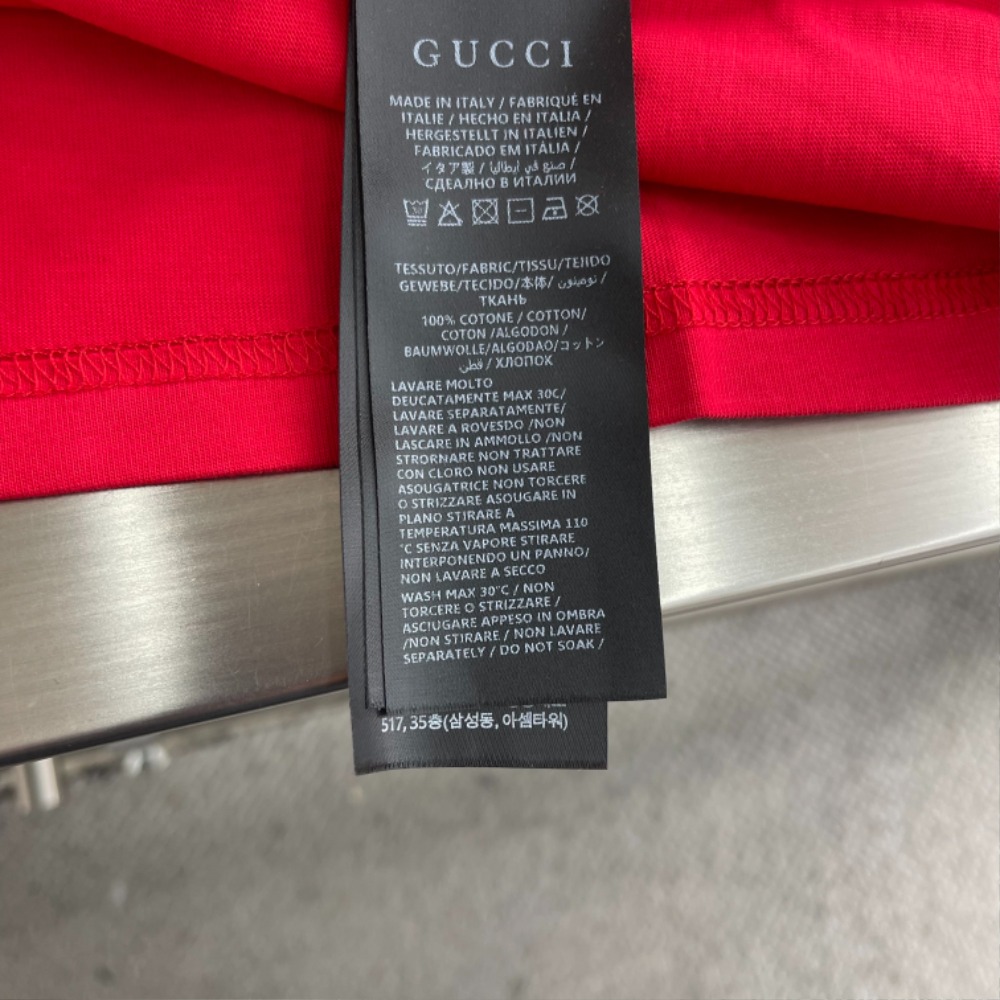 GUCCI
MADE IN ITALY / FABRIQUÉ EN
ITALIE / HECHO EN ITALIA /
HERGESTELLT IN ITALIEN /
FABRICADO EM ITÁLIA /
イタア製 / صنع في ايطاليا /
СДЕАЛНО В ИТАЛИИ
TESSUTO/FABRIC/TISSU/TEJIDO
GEWEBE/TECIDO/本体/ نوصيتون /
ТКАНЬ
100% COTONE / COTTON/
COTON /ALGODON /
BAUMWOLLE/ALGODAO/コットン
قطن / ХЛОПОК
LAVARE MOLTO
DEUCATAMENTE MAX 30C/
LAVARE SEPARATAMENTE/
LAVARE A ROVESDO /NON
LASCARE IN AMMOLLO /NON
STRORNARE NON TRATTARE
CON CLORO NON USARE
ASOUGATRICE NON TORCERE
O STRIZZARE ASOUGARE IN
PLANO STIRARE A
TEMPERATURA MASSIMA 110
°C SENZA VAPORE STIRARE
INTERPONENDO UN PANNO/
NON LAVARE A SECCO
WASH MAX 30°C / NON
TORCERE O STRIZZARE /
ASCIUGARE APPESO IN OMBRA
/NON STIRARE / NON LAVARE
SEPARATELY / DO NOT SOAK /
517, 35층(삼성동, 아셈타워)